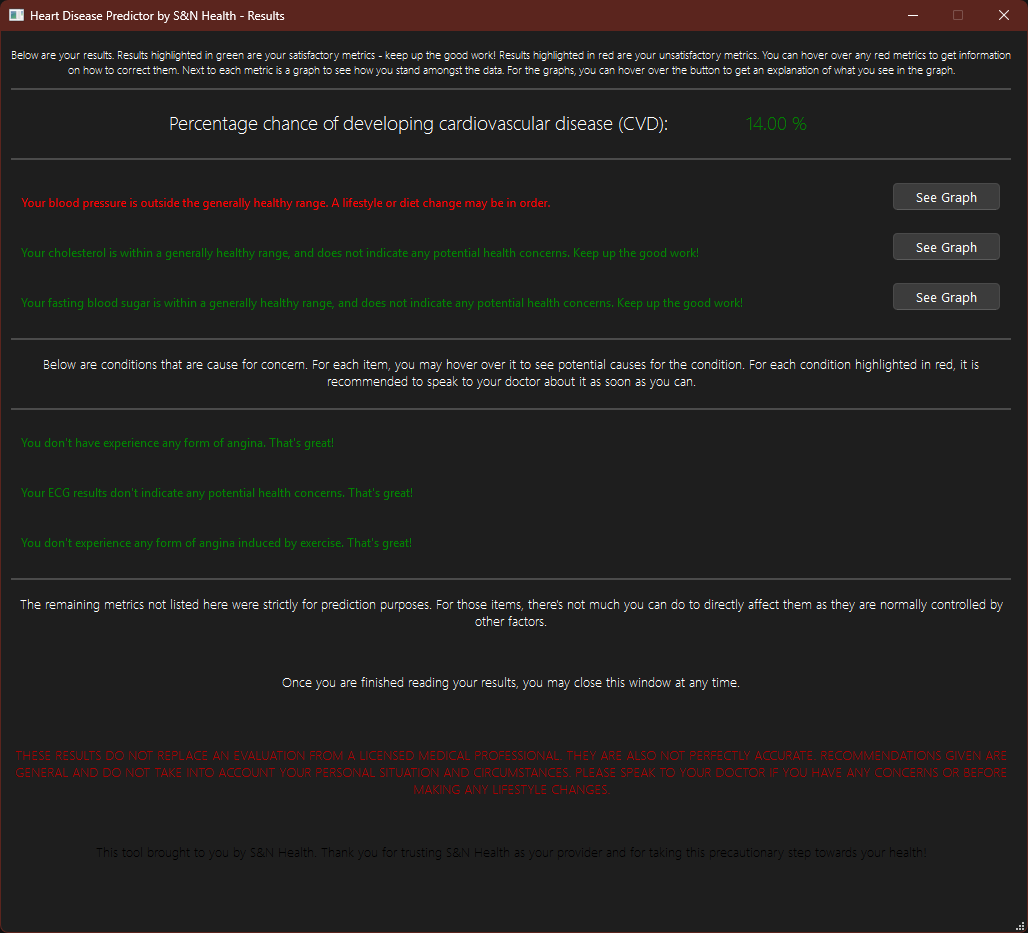 Heart Disease Predictor by S&N Health - Results
Below are your results. Results highlighted in green are your satisfactory metrics - keep up the good work! Results highlighted in red are your unsatisfactory metrics. You can hover over any red metrics to get information
on how to correct them. Next to each metric is a graph to see how you stand amongst the data. For the graphs, you can hover over the button to get an explanation of what you see in the graph.
Percentage chance of developing cardiovascular disease (CVD): 14.00 %
Your blood pressure is outside the generally healthy range. A lifestyle or diet change may be in order. See Graph
Your cholesterol is within a generally healthy range, and does not indicate any potential health concerns. Keep up the good work! See Graph
Your fasting blood sugar is within a generally healthy range, and does not indicate any potential health concerns. Keep up the good work! See Graph
Below are conditions that are cause for concern. For each item, you may hover over it to see potential causes for the condition. For each condition highlighted in red, it is
recommended to speak to your doctor about it as soon as you can.
You don't have experience any form of angina. That's great!
Your ECG results don't indicate any potential health concerns. That's great!
You don't experience any form of angina induced by exercise. That's great!
The remaining metrics not listed here were strictly for prediction purposes. For those items, there's not much you can do to directly affect them as they are normally controlled by
other factors.
Once you are finished reading your results, you may close this window at any time.
THESE RESULTS DO NOT REPLACE AN EVALUATION FROM A LICENSED MEDICAL PROFESSIONAL. THEY ARE ALSO NOT PERFECTLY ACCURATE. RECOMMENDATIONS GIVEN ARE
GENERAL AND DO NOT TAKE INTO ACCOUNT YOUR PERSONAL SITUATION AND CIRCUMSTANCES. PLEASE SPEAK TO YOUR DOCTOR IF YOU HAVE ANY CONCERNS OR BEFORE
MAKING ANY LIFESTYLE CHANGES.
This tool brought to you by S&N Health. Thank you for trusting S&N Health as your provider and for taking this precautionary step towards your health!